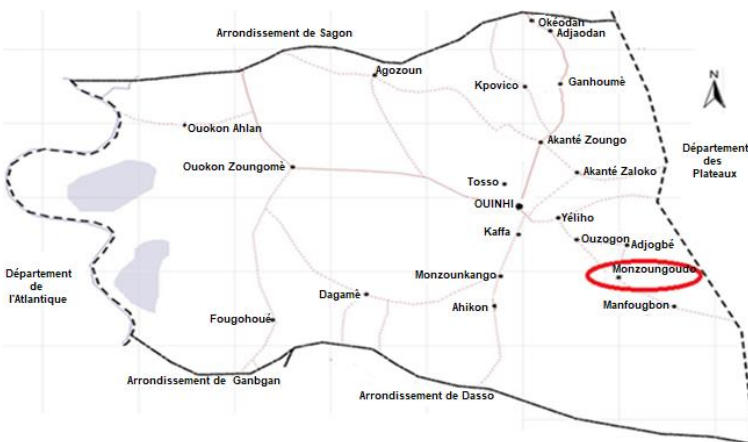 Okéodan
Adjaodan
Arrondissement de Sagon
Agozoun
Kpovico
Ganhoumè
N
Ouokon Ahlan
Akanté Zoungo
Département
des
Plateaux
Ouokon Zoungomè
Akanté Zaloko
Tosso
OUINHI
Yéliho
Kaffa
Ouzogon
Adjogbé
Département
de
l'Atlantique
Monzounkango
Monzoungoudo
Dagamè
Ahikon
Manfougbon
Fougohoué
Arrondissement de Ganbgan
Arrondissement de Dasso